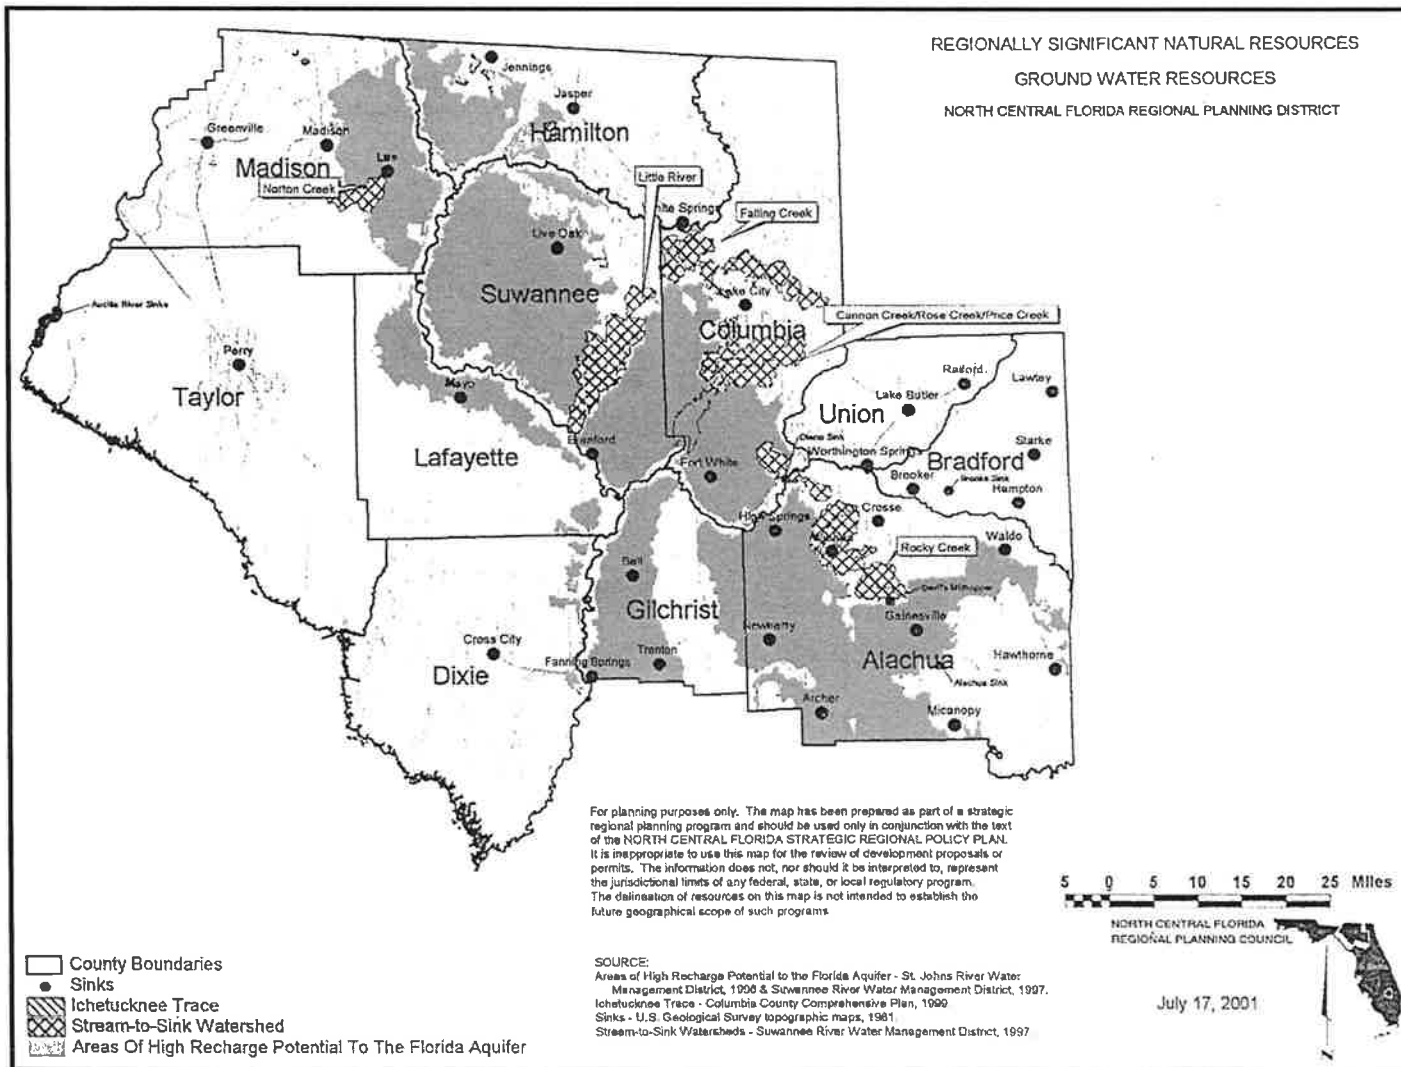 REGIONALLY SIGNIFICANT NATURAL RESOURCES
GROUND WATER RESOURCES
NORTH CENTRAL FLORIDA REGIONAL PLANNING DISTRICT
Jennings
Jasper
Hamilton
Greenville
Madison
Madison
Lee
Norton Creek
Little River
White Springs
Falling Creek
Live Oak
Suwannee
Lake City
Columbia
Cannon Creek/Rose Creek/Price Creek
Aucilla River Sinks
Perry
Taylor
Mayo
Lafayette
Branford
Fort White
Union
Lake Butler
Raiford
Lawtey
Worthington Springs
Bradford
Starke
Brooker
Brooks Sink
Hampton
High Springs
La Crosse
Alachua
Rocky Creek
Waldo
Devil's Millhopper
Bell
Gilchrist
Gainesville
Newberry
Alachua
Hawthorne
Alachua Sink
Cross City
Dixie
Fanning Springs
Trenton
Archer
Micanopy
For planning purposes only. The map has been prepared as part of a strategic
regional planning program and should be used only in conjunction with the text
of the NORTH CENTRAL FLORIDA STRATEGIC REGIONAL POLICY PLAN.
It is inappropriate to use this map for the review of development proposals or
permits. The information does not, nor should it be interpreted to, represent
the jurisdictional limits of any federal, state, or local regulatory program.
The delineation of resources on this map is not intended to establish the
future geographical scope of such programs
5 0 5 10 15 20 25 Miles
NORTH CENTRAL FLORIDA
REGIONAL PLANNING COUNCIL
County Boundaries
Sinks
Ichetucknee Trace
Stream-to-Sink Watershed
Areas Of High Recharge Potential To The Florida Aquifer
SOURCE:
Areas of High Recharge Potential to the Florida Aquifer - St. Johns River Water
Management District, 1996 & Suwannee River Water Management District, 1997.
Ichetucknee Trace - Columbia County Comprehensive Plan, 1999.
Sinks - U.S. Geological Survey topographic maps, 1961.
Stream-to-Sink Watersheds - Suwannee River Water Management District, 1997
July 17, 2001
N